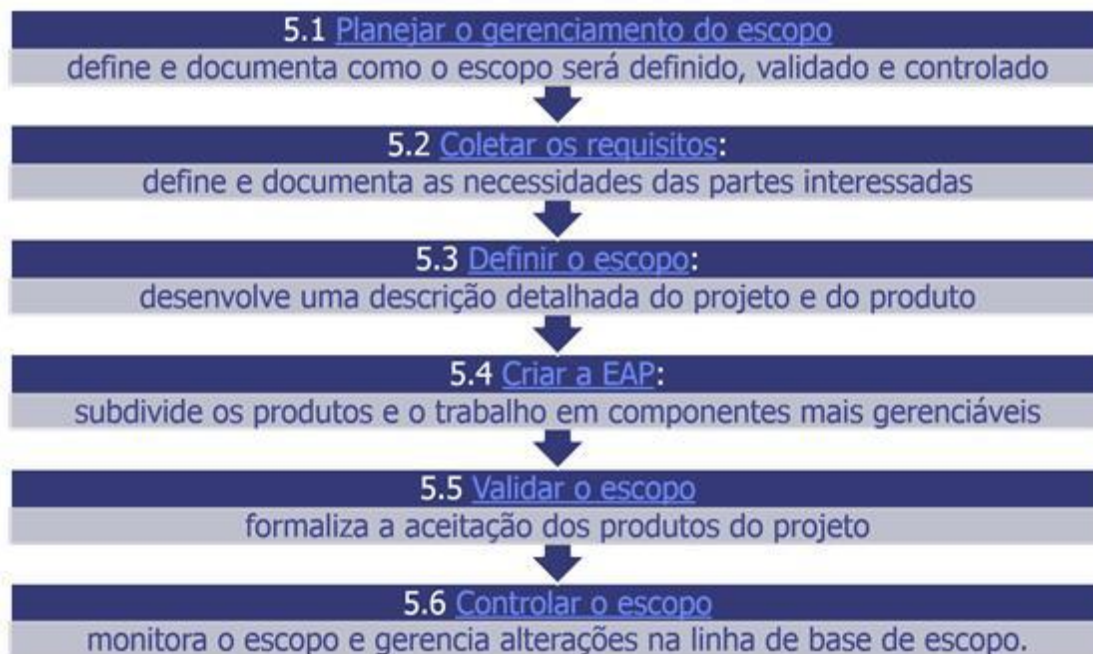 5.1 Planejar o gerenciamento do escopo
define e documenta como o escopo será definido, validado e controlado
5.2 Coletar os requisitos:
define e documenta as necessidades das partes interessadas
5.3 Definir o escopo:
desenvolve uma descrição detalhada do projeto e do produto
5.4 Criar a EAP:
subdivide os produtos e o trabalho em componentes mais gerenciáveis
5.5 Validar o escopo
formaliza a aceitação dos produtos do projeto
5.6 Controlar o escopo
monitora o escopo e gerencia alterações na linha de base de escopo.